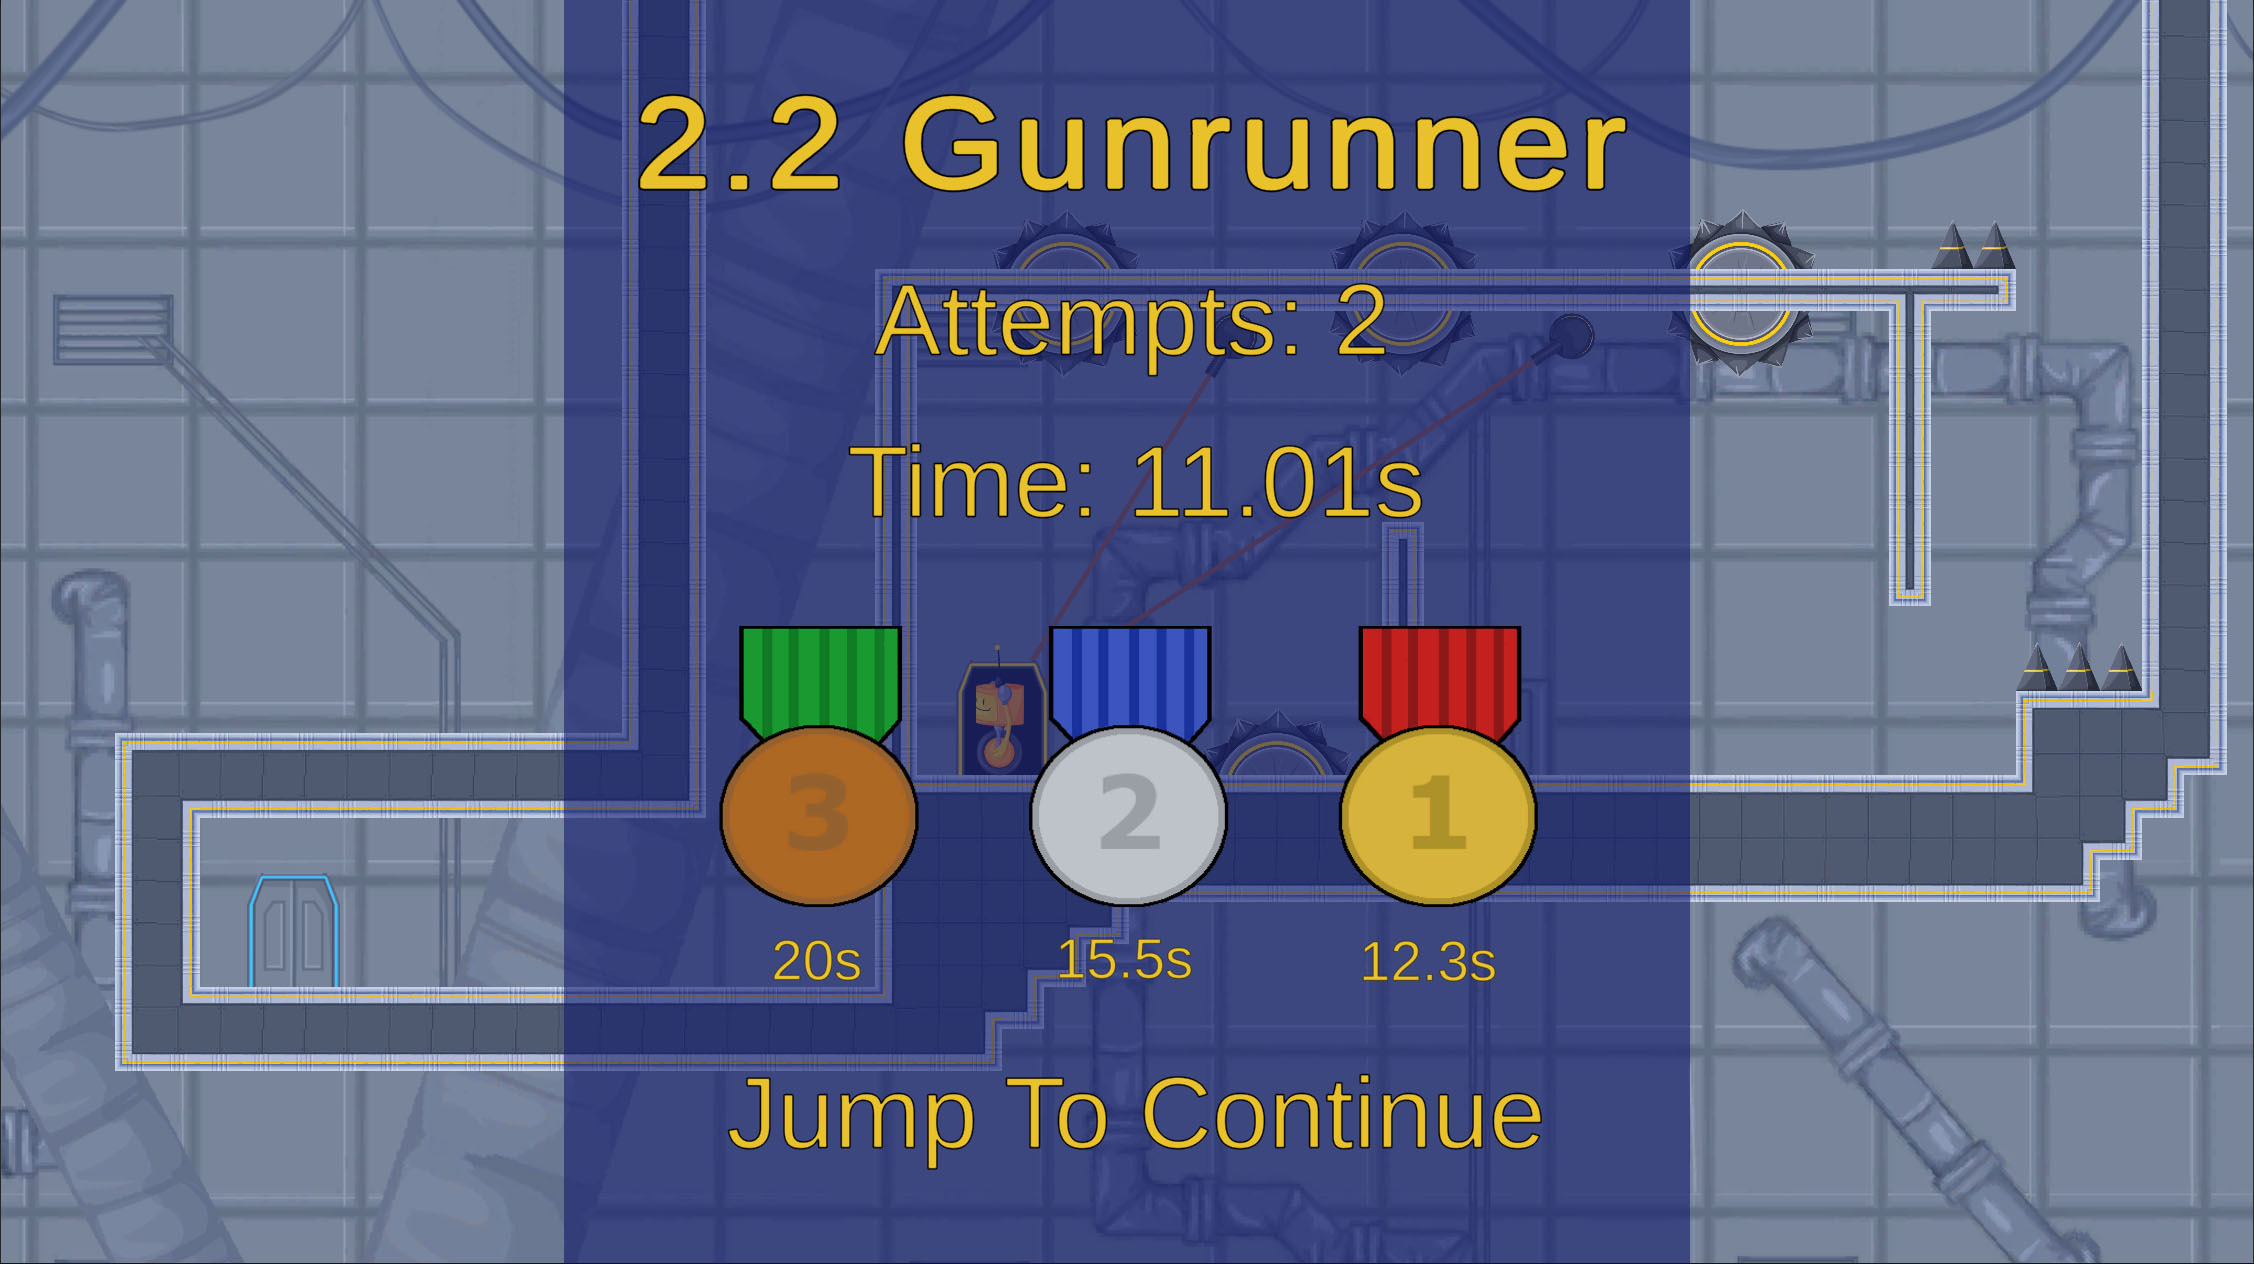 2.2 Gunrunner
Attempts: 2
Time: 11.01s
3 2 1
20s 15.5s 12.3s
Jump To Continue